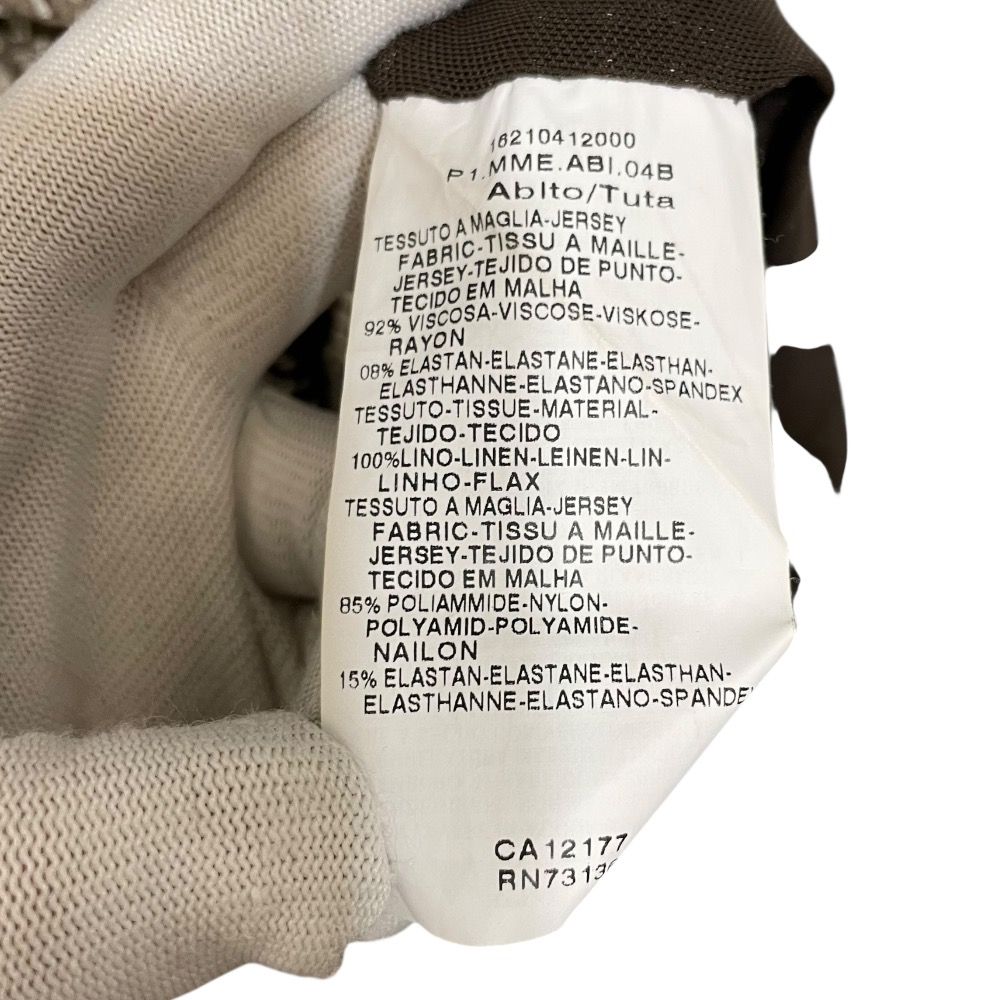 16210412000
P1.MME.ABI.04B
Abito/Tuta
TESSUTO A MAGLIA-JERSEY
FABRIC-TISSU A MAILLE-
JERSEY-TEJIDO DE PUNTO-
TECIDO EM MALHA
92% VISCOSA-VISCOSE-VISKOSE-
RAYON
08% ELASTAN-ELASTANE-ELASTHAN-
ELASTHANNE-ELASTANO-SPANDEX
TESSUTO-TISSUE-MATERIAL-
TEJIDO-TECIDO
100%LINO-LINEN-LEINEN-LIN-
LINHO-FLAX
TESSUTO A MAGLIA-JERSEY
FABRIC-TISSU A MAILLE-
JERSEY-TEJIDO DE PUNTO-
TECIDO EM MALHA
85% POLIAMMIDE-NYLON-
POLYAMID-POLYAMIDE-
NAILON
15% ELASTAN-ELASTANE-ELASTHAN-
ELASTHANNE-ELASTANO-SPANDE
CA12177